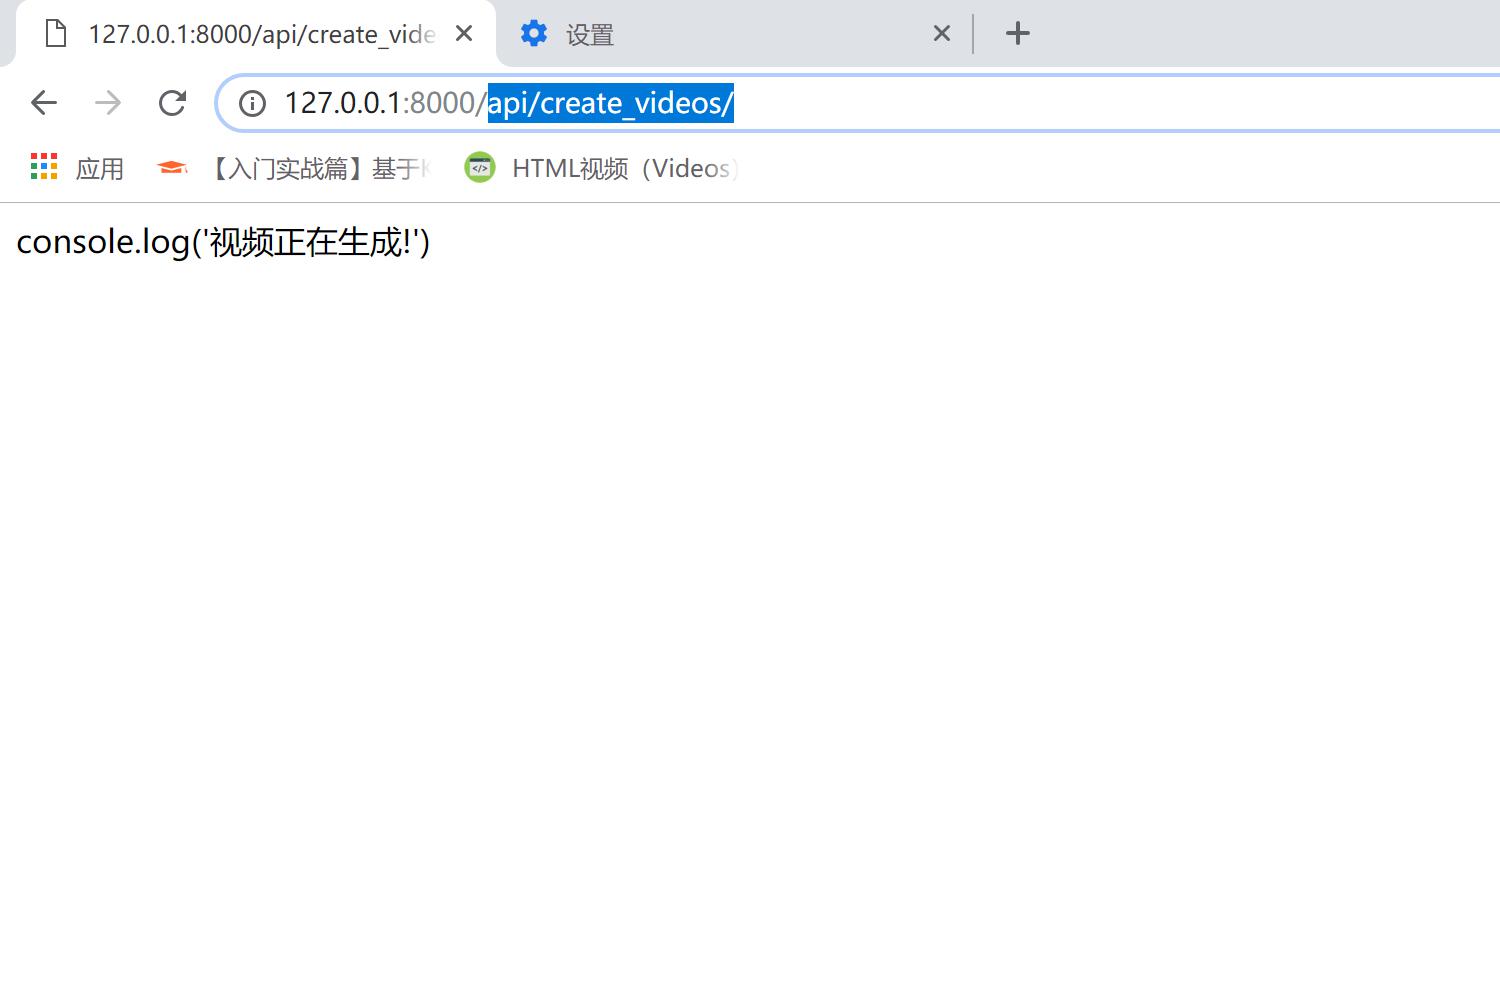 127.0.0.1:8000/api/create_vide
设置
127.0.0.1:8000/api/create_videos/
应用
【入门实战篇】基于K
HTML视频（Videos）
console.log('视频正在生成!')